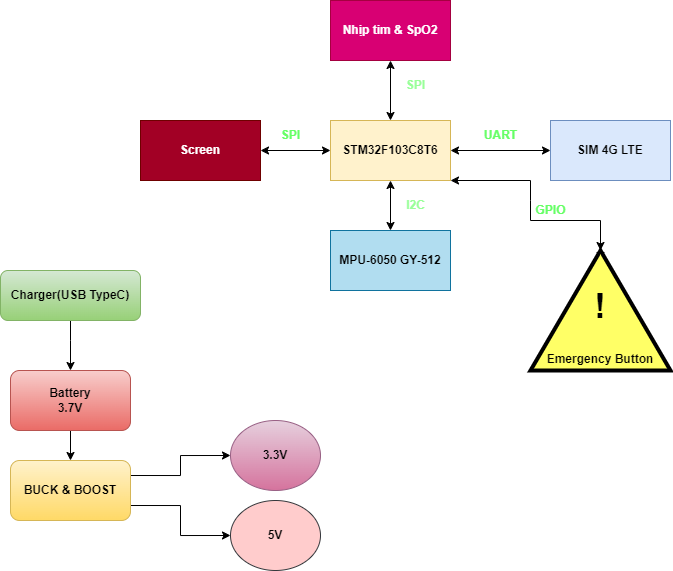 Nhip tim & SpO2
SPI
Screen
SPI
STM32F103C8T6
UART
SIM 4G LTE
I2C
GPIO
MPU-6050 GY-512
Charger(USB TypeC)
!
Emergency Button
Battery
3.7V
BUCK & BOOST
3.3V
5V